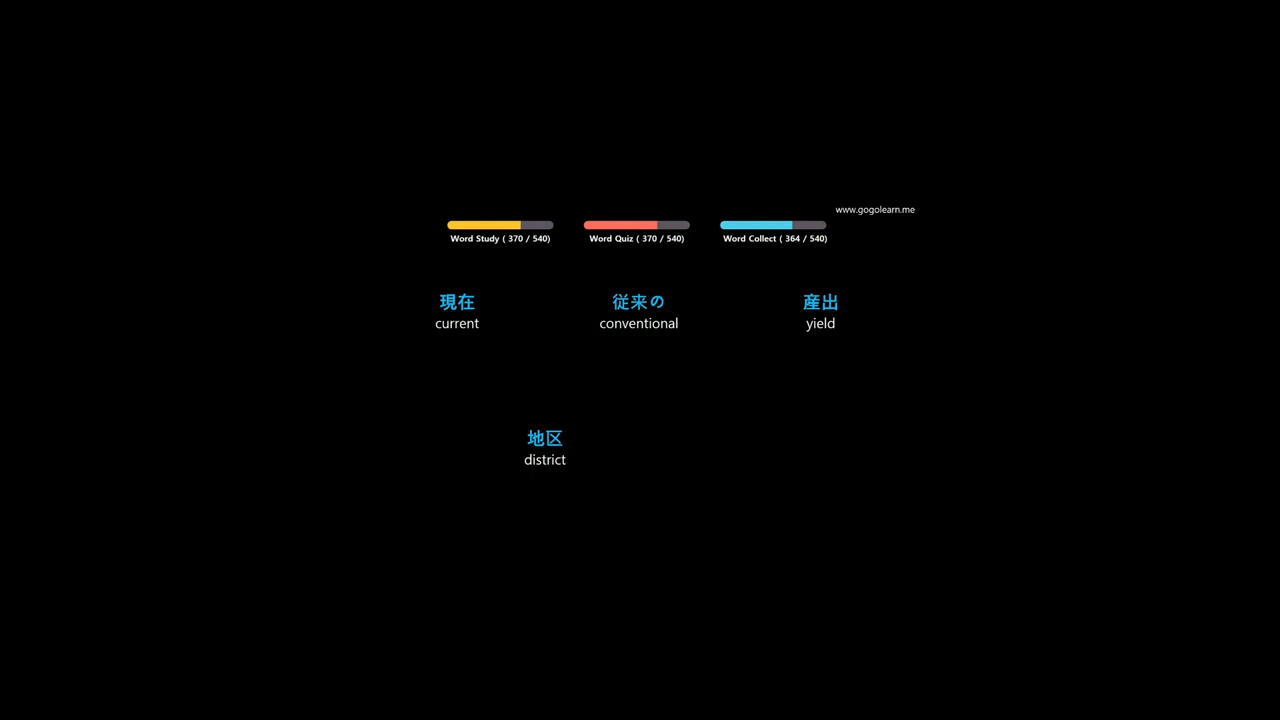 www.gogolearn.me
Word Study ( 370 / 540)
Word Quiz ( 370 / 540)
Word Collect ( 364 / 540)
現在
current
従来の
conventional
産出
yield
地区
district